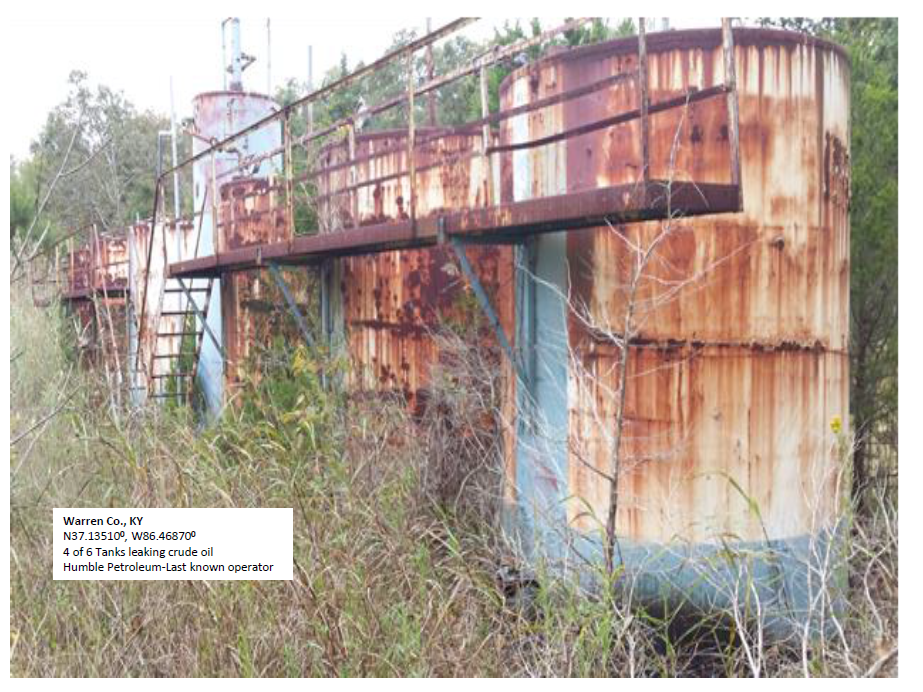 Warren Co., KY
N37.13510⁰, W86.46870⁰
4 of 6 Tanks leaking crude oil
Humble Petroleum-Last known operator